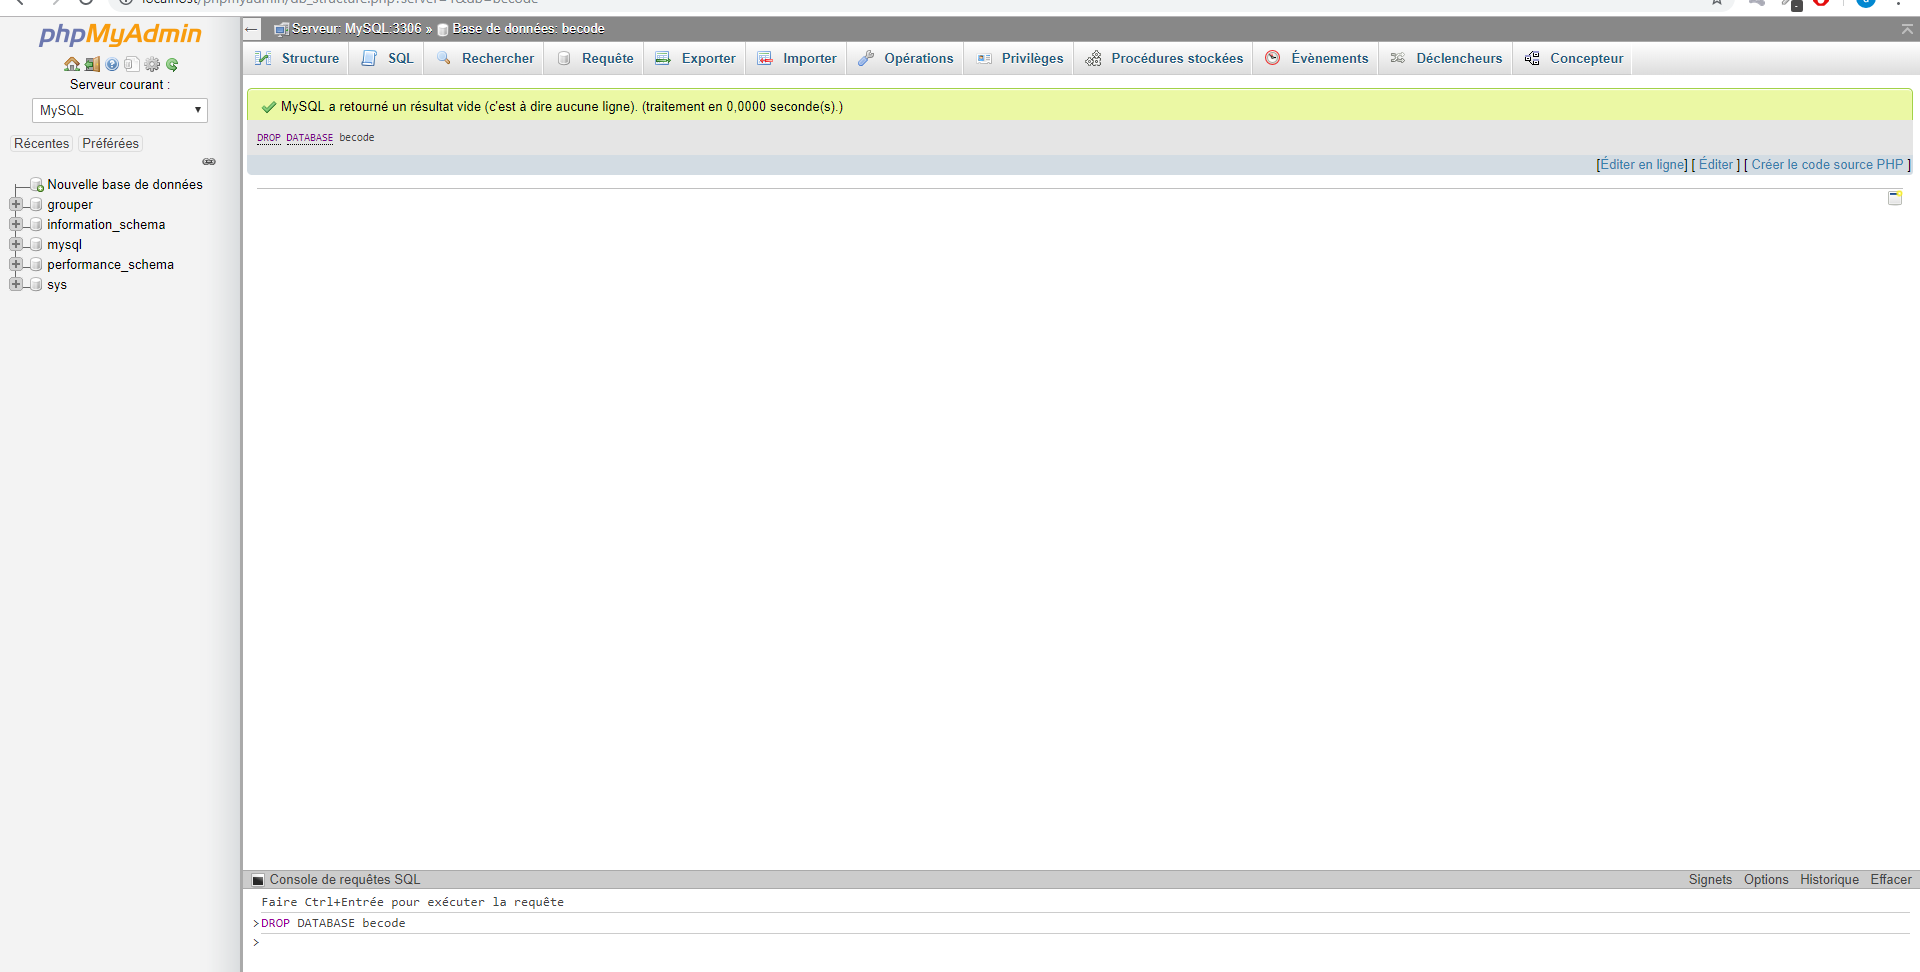 localhost/phpmyadmin/db_structure.php?server=1&db=becode
phpMyAdmin
Serveur courant :
MySQL
Récentes Préférées
Nouvelle base de données
grouper
information_schema
mysql
performance_schema
sys
Serveur: MySQL:3306 » Base de données: becode
Structure SQL Rechercher Requête Exporter Importer Opérations Privilèges Procédures stockées Évènements Déclencheurs Concepteur
MySQL a retourné un résultat vide (c'est à dire aucune ligne). (traitement en 0,0000 seconde(s).)
DROP DATABASE becode
[Éditer en ligne] [ Éditer ] [ Créer le code source PHP ]
Console de requêtes SQL Signets Options Historique Effacer
Faire Ctrl+Entrée pour exécuter la requête
>DROP DATABASE becode
>